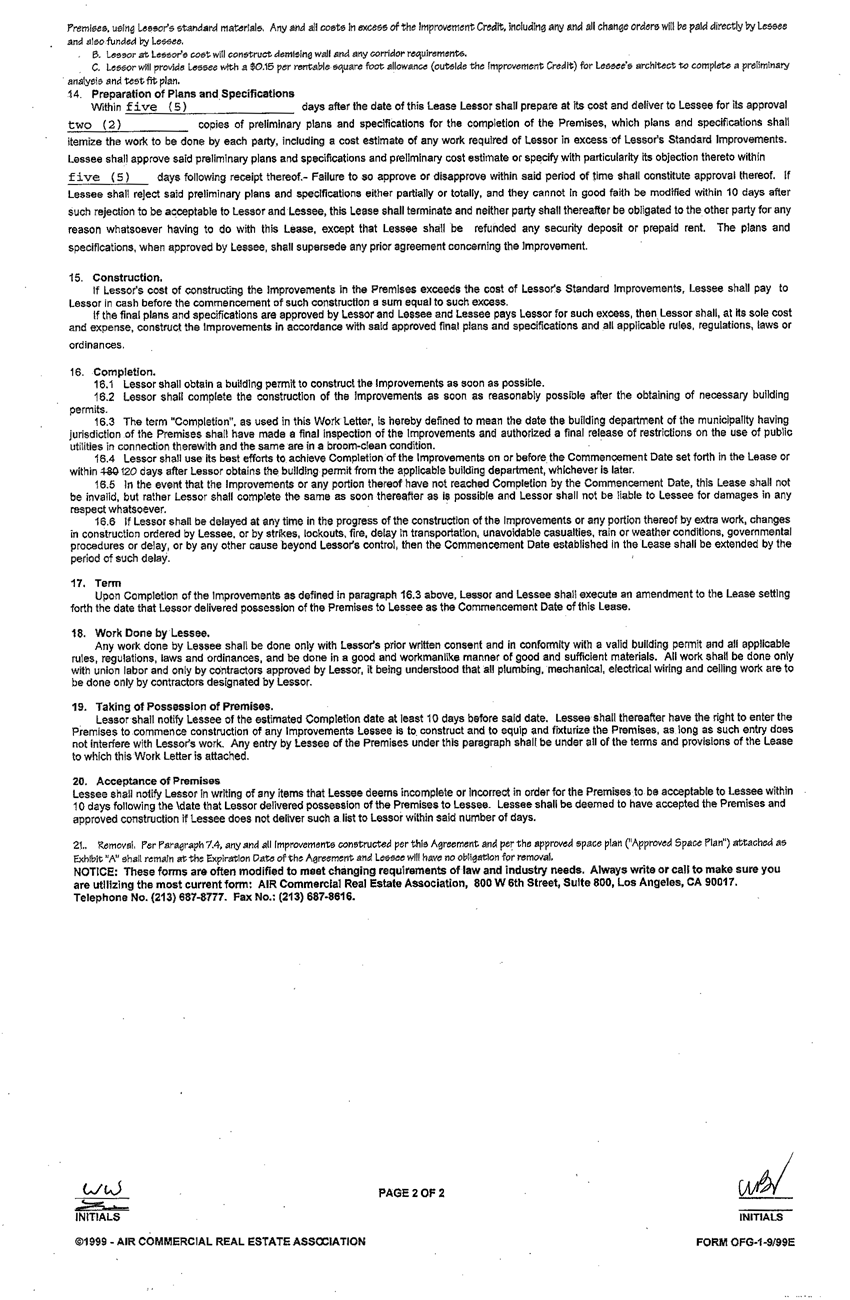 Premises, using Lessor's standard materials. Any and all costs in excess of the Improvement Credit, including any and all change orders will be paid directly by Lessee
and also funded by Lessee.
B. Lessor at Lessor's cost will construct demising wall and any corridor requirements.
C. Lessor will provide Lessee with a $0.15 per rentable square foot allowance (outside the Improvement Credit) for Lessee's architect to complete a preliminary
analysis and test fit plan.
14. Preparation of Plans and Specifications
Within five (5) days after the date of this Lease Lessor shall prepare at its cost and deliver to Lessee for its approval
two (2) copies of preliminary plans and specifications for the completion of the Premises, which plans and specifications shall
itemize the work to be done by each party, including a cost estimate of any work required of Lessor in excess of Lessor's Standard Improvements.
Lessee shall approve said preliminary plans and specifications and preliminary cost estimate or specify with particularity its objection thereto within
five (5) days following receipt thereof.- Failure to so approve or disapprove within said period of time shall constitute approval thereof. If
Lessee shall reject said preliminary plans and specifications either partially or totally, and they cannot in good faith be modified within 10 days after
such rejection to be acceptable to Lessor and Lessee, this Lease shall terminate and neither party shall thereafter be obligated to the other party for any
reason whatsoever having to do with this Lease, except that Lessee shall be refunded any security deposit or prepaid rent. The plans and
specifications, when approved by Lessee, shall supersede any prior agreement concerning the Improvement.
15. Construction.
If Lessor's cost of constructing the Improvements in the Premises exceeds the cost of Lessor's Standard Improvements, Lessee shall pay to
Lessor in cash before the commencement of such construction a sum equal to such excess.
If the final plans and specifications are approved by Lessor and Lessee and Lessee pays Lessor for such excess, then Lessor shall, at its sole cost
and expense, construct the Improvements in accordance with said approved final plans and specifications and all applicable rules, regulations, laws or
ordinances.
16. Completion.
16.1 Lessor shall obtain a building permit to construct the Improvements as soon as possible.
16.2 Lessor shall complete the construction of the Improvements as soon as reasonably possible after the obtaining of necessary building
permits.
16.3 The term "Completion", as used in this Work Letter, is hereby defined to mean the date the building department of the municipality having
jurisdiction of the Premises shall have made a final inspection of the Improvements and authorized a final release of restrictions on the use of public
utilities in connection therewith and the same are in a broom-clean condition.
16.4 Lessor shall use its best efforts to achieve Completion of the Improvements on or before the Commencement Date set forth in the Lease or
within 180 120 days after Lessor obtains the building permit from the applicable building department, whichever is later.
16.5 In the event that the Improvements or any portion thereof have not reached Completion by the Commencement Date, this Lease shall not
be invalid, but rather Lessor shall complete the same as soon thereafter as is possible and Lessor shall not be liable to Lessee for damages in any
respect whatsoever.
16.6 If Lessor shall be delayed at any time in the progress of the construction of the Improvements or any portion thereof by extra work, changes
in construction ordered by Lessee, or by strikes, lockouts, fire, delay in transportation, unavoidable casualties, rain or weather conditions, governmental
procedures or delay, or by any other cause beyond Lessor's control, then the Commencement Date established in the Lease shall be extended by the
period of such delay.
17. Term
Upon Completion of the Improvements as defined in paragraph 16.3 above, Lessor and Lessee shall execute an amendment to the Lease setting
forth the date that Lessor delivered possession of the Premises to Lessee as the Commencement Date of this Lease.
18. Work Done by Lessee.
Any work done by Lessee shall be done only with Lessor's prior written consent and in conformity with a valid building permit and all applicable
rules, regulations, laws and ordinances, and be done in a good and workmanlike manner of good and sufficient materials. All work shall be done only
with union labor and only by contractors approved by Lessor, it being understood that all plumbing, mechanical, electrical wiring and ceiling work are to
be done only by contractors designated by Lessor.
19. Taking of Possession of Premises.
Lessor shall notify Lessee of the estimated Completion date at least 10 days before said date. Lessee shall thereafter have the right to enter the
Premises to commence construction of any Improvements Lessee is to construct and to equip and fixturize the Premises, as long as such entry does
not interfere with Lessor's work. Any entry by Lessee of the Premises under this paragraph shall be under all of the terms and provisions of the Lease
to which this Work Letter is attached.
20. Acceptance of Premises
Lessee shall notify Lessor in writing of any items that Lessee deems incomplete or incorrect in order for the Premises to be acceptable to Lessee within
10 days following the \date that Lessor delivered possession of the Premises to Lessee. Lessee shall be deemed to have accepted the Premises and
approved construction if Lessee does not deliver such a list to Lessor within said number of days.
21.. Removal. Per Paragraph 7.4, any and all Improvements constructed per this Agreement and per the approved space plan ("Approved Space Plan") attached as
Exhibit "A" shall remain at the Expiration Date of the Agreement and Lessee will have no obligation for removal.
NOTICE: These forms are often modified to meet changing requirements of law and industry needs. Always write or call to make sure you
are utilizing the most current form: AIR Commercial Real Estate Association, 800 W 6th Street, Suite 800, Los Angeles, CA 90017.
Telephone No. (213) 687-8777. Fax No.: (213) 687-8616.
WW
PAGE 2 OF 2
INITIALS
INITIALS
©1999 - AIR COMMERCIAL REAL ESTATE ASSOCIATION
FORM OFG-1-9/99E